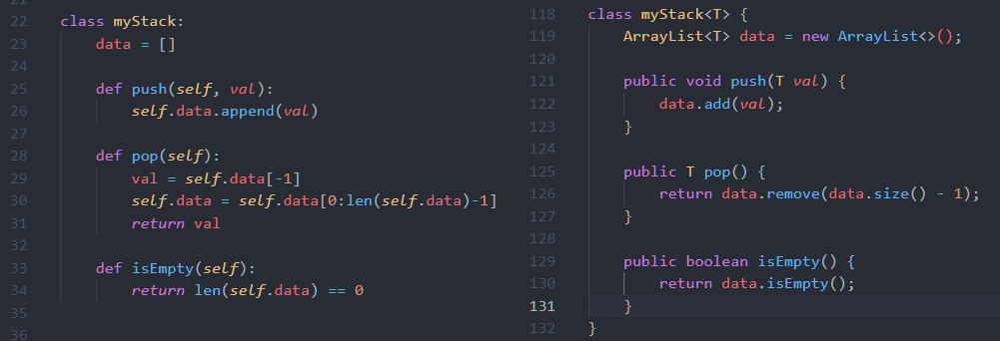 21
22 class myStack:
23     data = []
24
25     def push(self, val):
26         self.data.append(val)
27
28     def pop(self):
29         val = self.data[-1]
30         self.data = self.data[0:len(self.data)-1]
31         return val
32
33     def isEmpty(self):
34         return len(self.data) == 0
35
36
118 class myStack<T> {
119     ArrayList<T> data = new ArrayList<>();
120
121     public void push(T val) {
122         data.add(val);
123     }
124
125     public T pop() {
126         return data.remove(data.size() - 1);
127     }
128
129     public boolean isEmpty() {
130         return data.isEmpty();
131     }
132 }